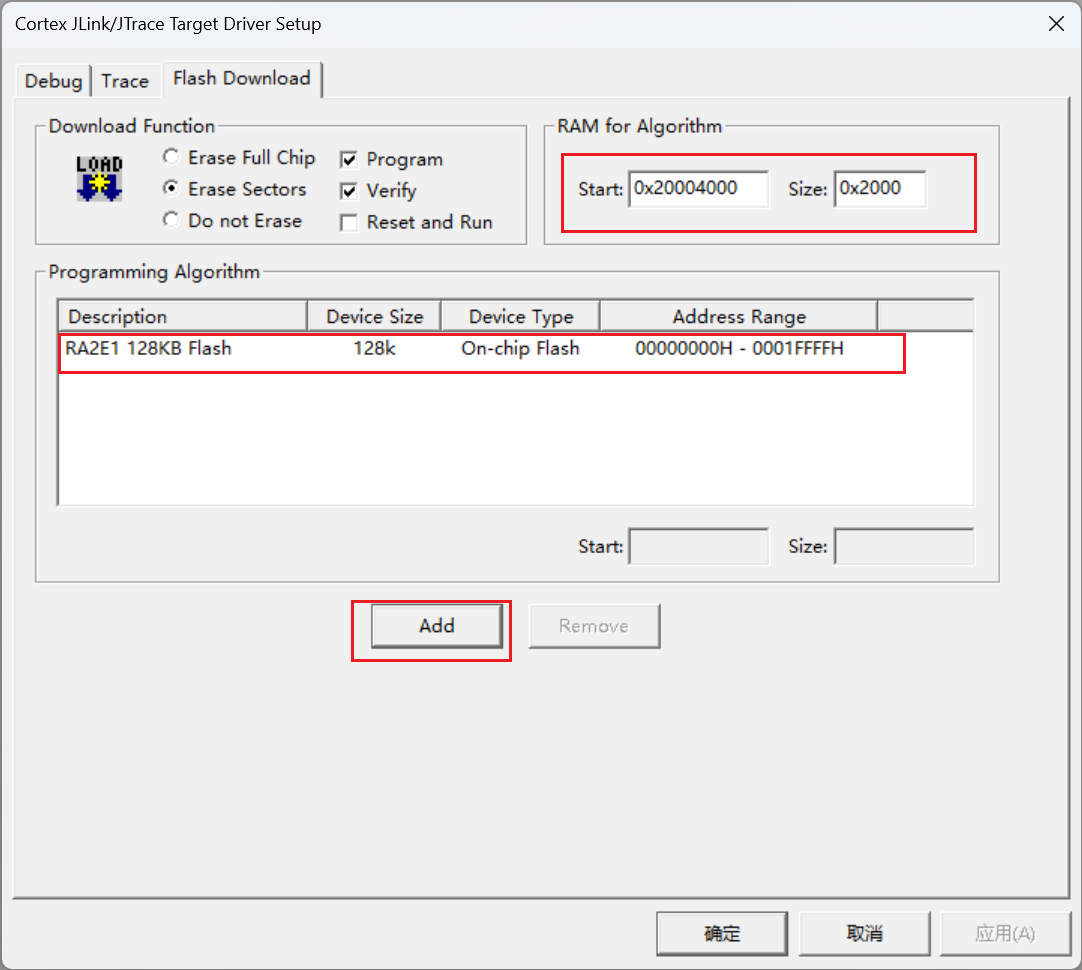 Cortex JLink/JTrace Target Driver Setup
Debug Trace Flash Download
Download Function
LOAD
Erase Full Chip
Erase Sectors
Do not Erase
Program
Verify
Reset and Run
RAM for Algorithm
Start: 0x20004000 Size: 0x2000
Programming Algorithm
Description Device Size Device Type Address Range
RA2E1 128KB Flash 128k On-chip Flash 00000000H - 0001FFFFH
Start: Size:
Add Remove
确定 取消 应用(A)